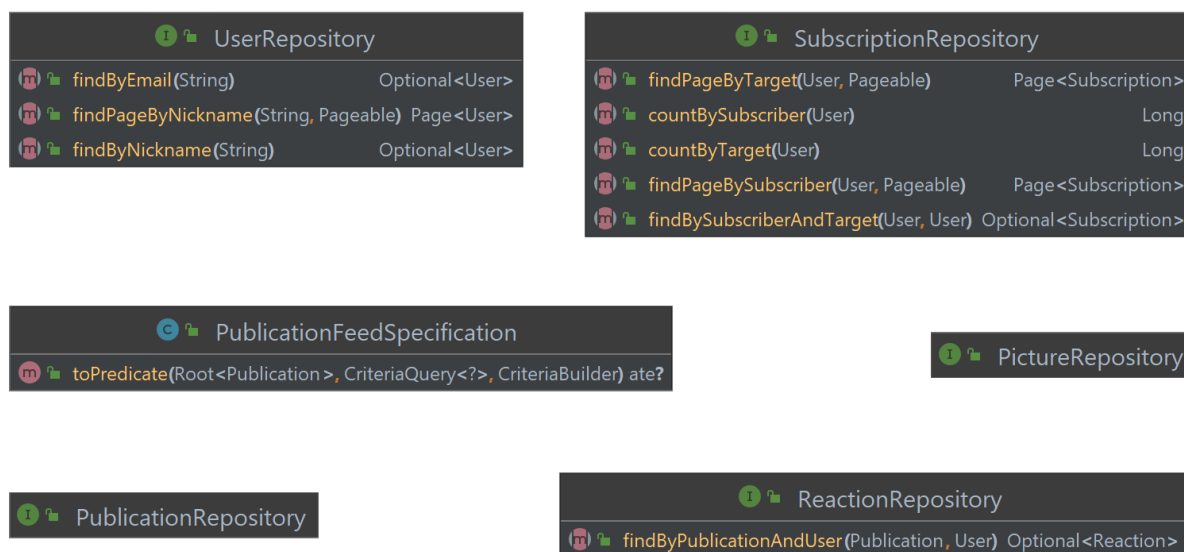 UserRepository
findByEmail(String) Optional<User>
findPageByNickname(String, Pageable) Page<User>
findByNickname(String) Optional<User>
SubscriptionRepository
findPageByTarget(User, Pageable) Page<Subscription>
countBySubscriber(User) Long
countByTarget(User) Long
findPageBySubscriber(User, Pageable) Page<Subscription>
findBySubscriberAndTarget(User, User) Optional<Subscription>
PublicationFeedSpecification
toPredicate(Root<Publication>, CriteriaQuery<?>, CriteriaBuilder) ate?
PictureRepository
PublicationRepository
ReactionRepository
findByPublicationAndUser(Publication, User) Optional<Reaction>